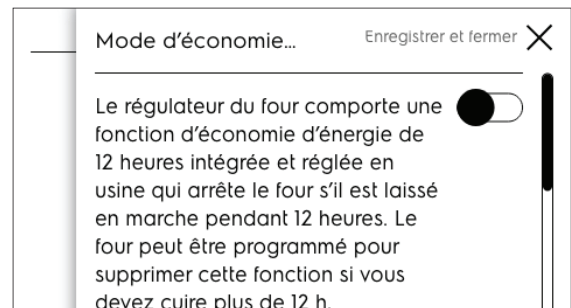 Mode d'économie... Enregistrer et fermer
Le régulateur du four comporte une
fonction d'économie d'énergie de
12 heures intégrée et réglée en
usine qui arrête le four s'il est laissé
en marche pendant 12 heures. Le
four peut être programmé pour
supprimer cette fonction si vous
devez cuire plus de 12 h.